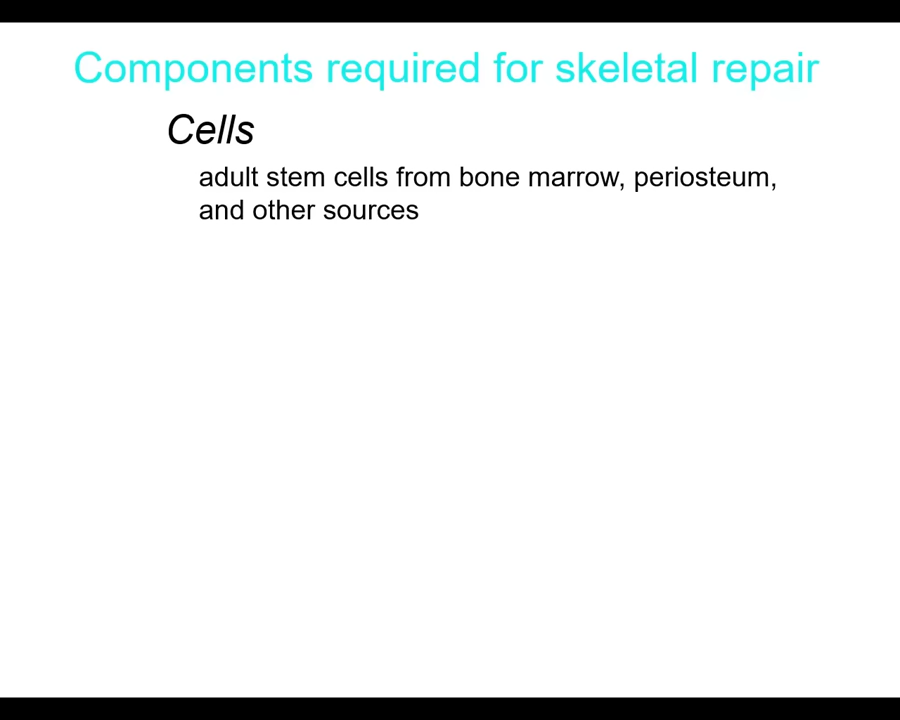 Components required for skeletal repair
Cells
adult stem cells from bone marrow, periosteum,
and other sources